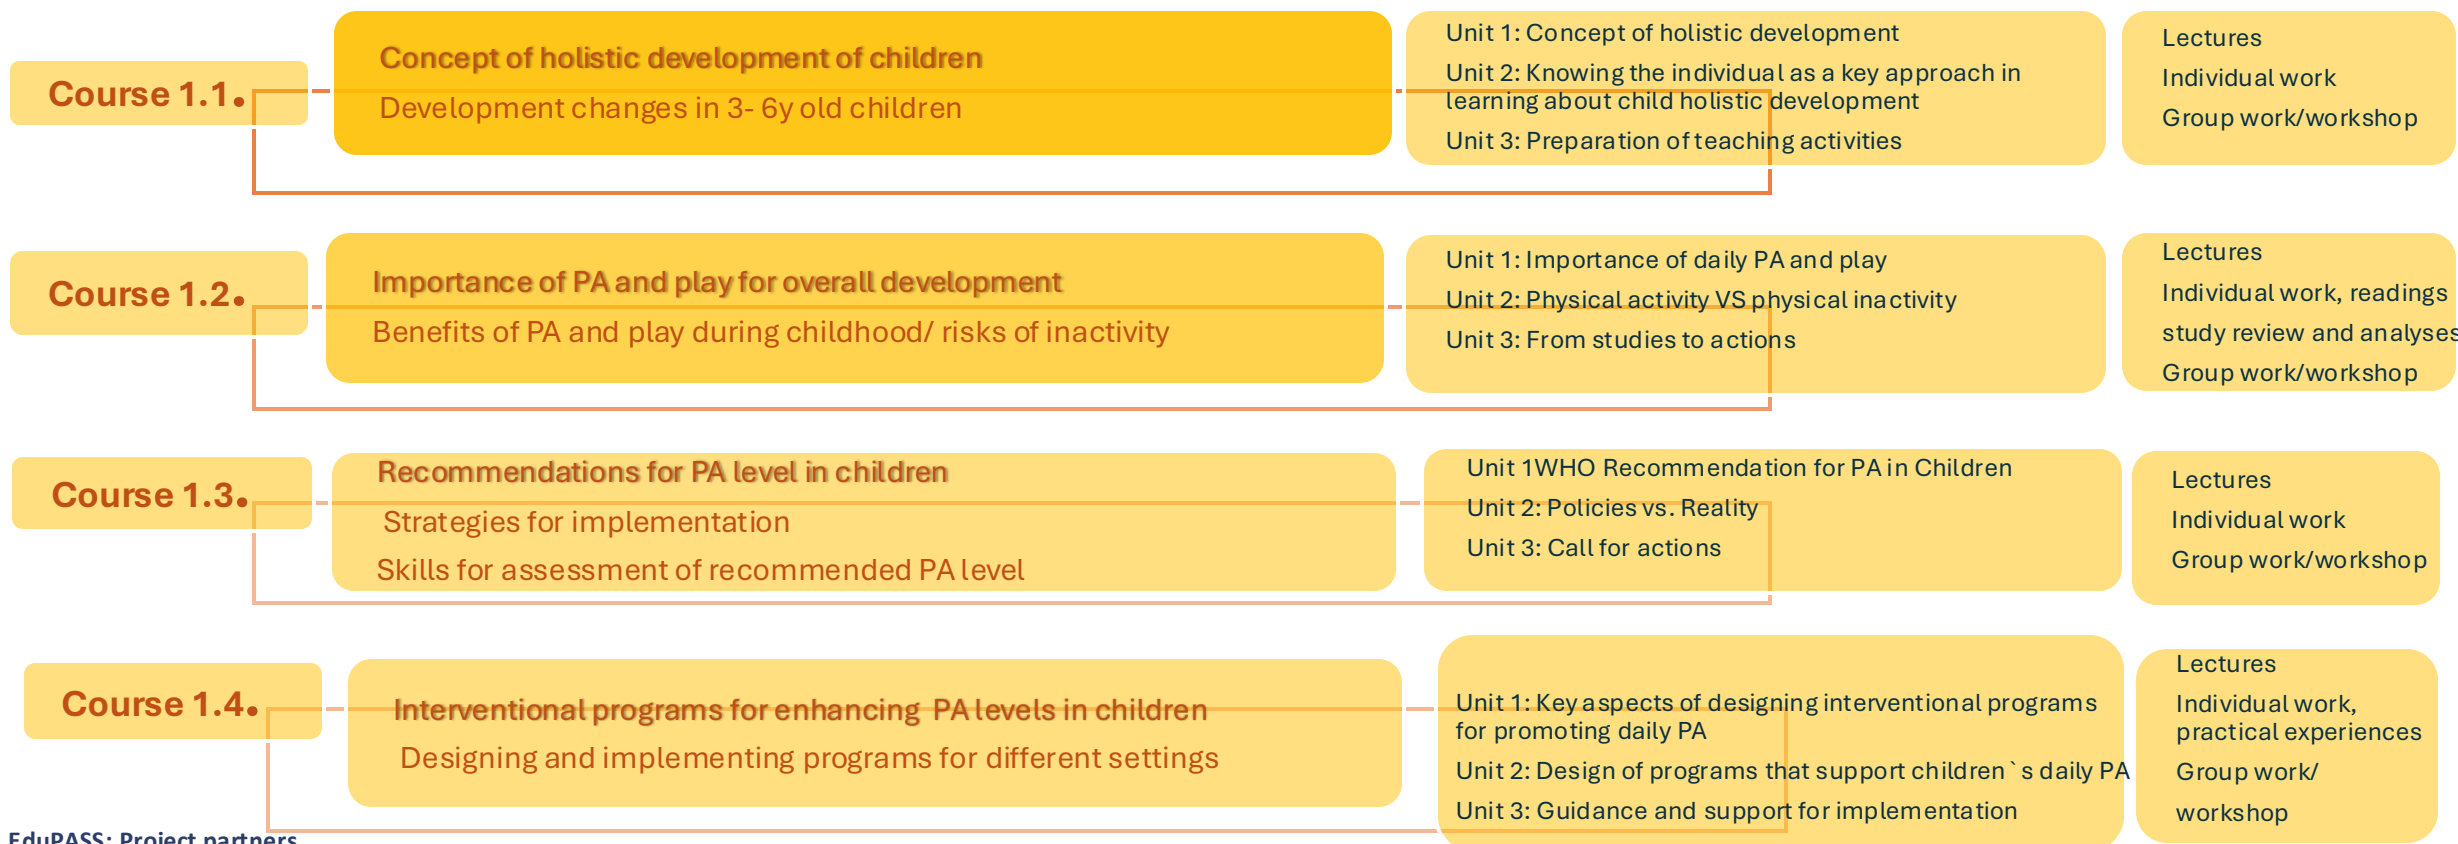 Course 1.1.
Concept of holistic development of children
Development changes in 3- 6y old children
Unit 1: Concept of holistic development
Unit 2: Knowing the individual as a key approach in
learning about child holistic development
Unit 3: Preparation of teaching activities
Lectures
Individual work
Group work/workshop
Course 1.2.
Importance of PA and play for overall development
Benefits of PA and play during childhood/ risks of inactivity
Unit 1: Importance of daily PA and play
Unit 2: Physical activity VS physical inactivity
Unit 3: From studies to actions
Lectures
Individual work, readings
study review and analyses
Group work/workshop
Course 1.3.
Recommendations for PA level in children
Strategies for implementation
Skills for assessment of recommended PA level
Unit 1WHO Recommendation for PA in Children
Unit 2: Policies vs. Reality
Unit 3: Call for actions
Lectures
Individual work
Group work/workshop
Course 1.4.
Interventional programs for enhancing PA levels in children
Designing and implementing programs for different settings
Unit 1: Key aspects of designing interventional programs
for promoting daily PA
Unit 2: Design of programs that support children`s daily PA
Unit 3: Guidance and support for implementation
Lectures
Individual work,
practical experiences
Group work/
workshop
EduPASS: Project partners